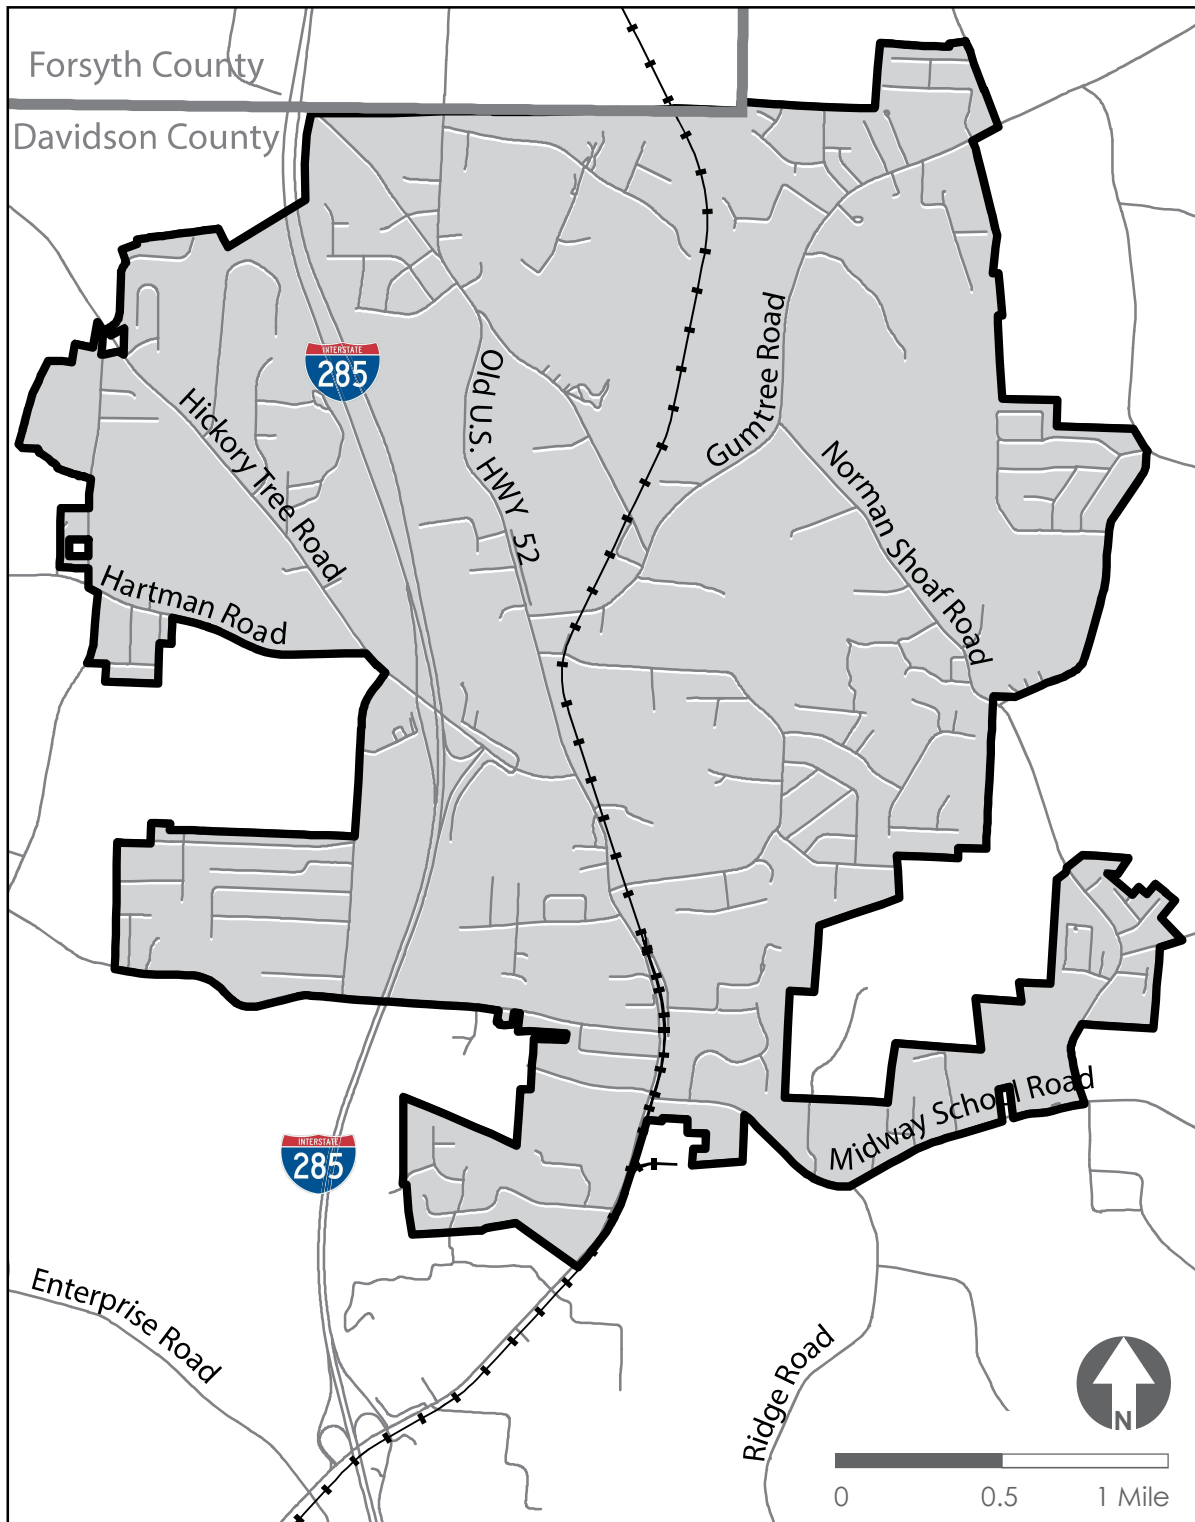 Forsyth County
Davidson County
INTERSTATE
285
Old U.S. HWY 52
Gumtree Road
Hickory Tree Road
Norman Shoaf Road
Hartman Road
Midway School Road
INTERSTATE
285
Enterprise Road
Ridge Road
N
0 0.5 1 Mile